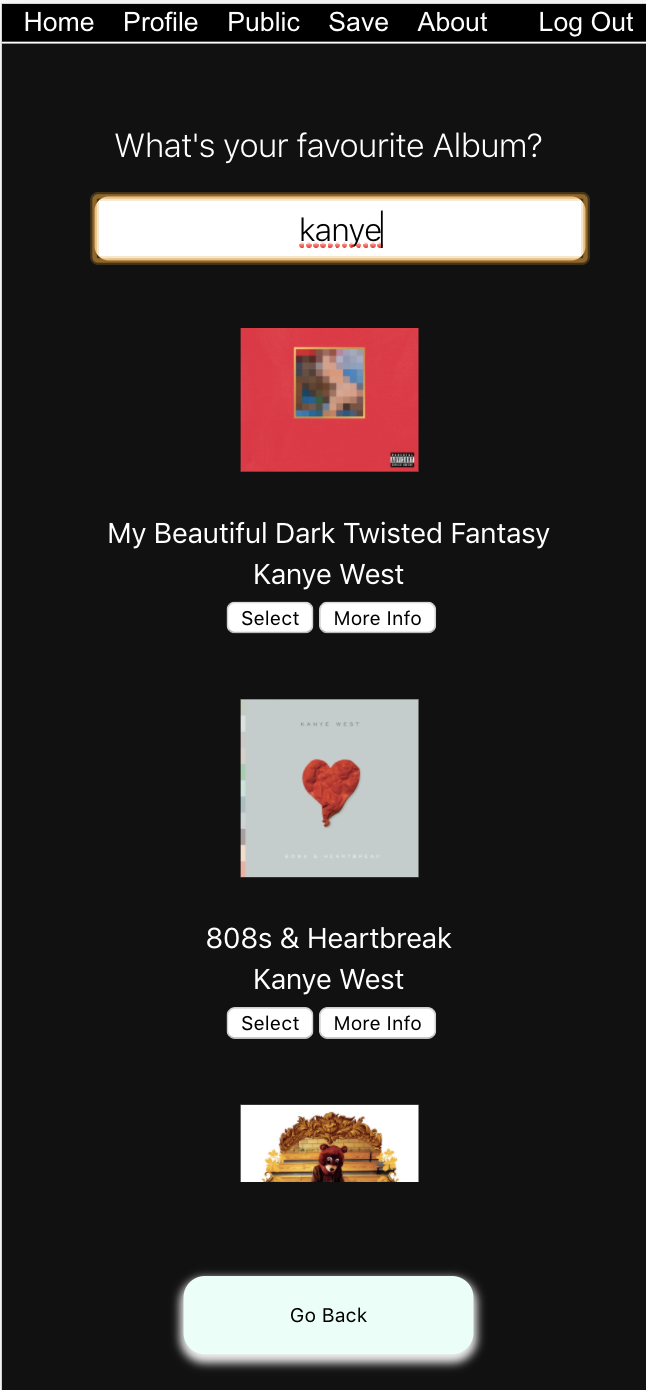 Home Profile Public Save About Log Out
What's your favourite Album?
kanye
My Beautiful Dark Twisted Fantasy
Kanye West
Select More Info
KANYE WEST
808s & HEARTBREAK
808s & Heartbreak
Kanye West
Select More Info
Go Back